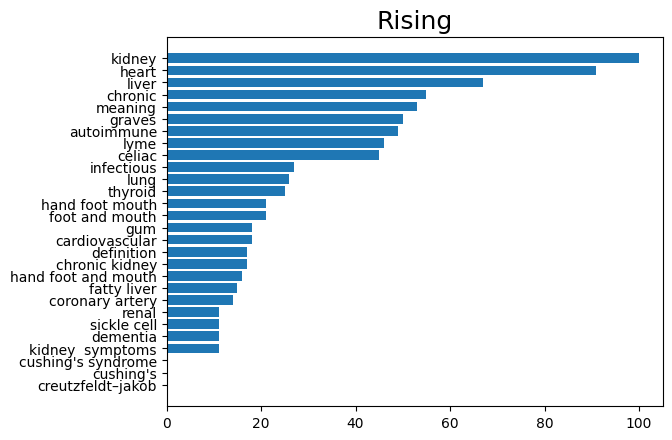 Rising
kidney
heart
liver
chronic
meaning
graves
autoimmune
lyme
celiac
infectious
lung
thyroid
hand foot mouth
foot and mouth
gum
cardiovascular
definition
chronic kidney
hand foot and mouth
fatty liver
coronary artery
renal
sickle cell
dementia
kidney  symptoms
cushing's syndrome
cushing's
creutzfeldt–jakob
0 20 40 60 80 100